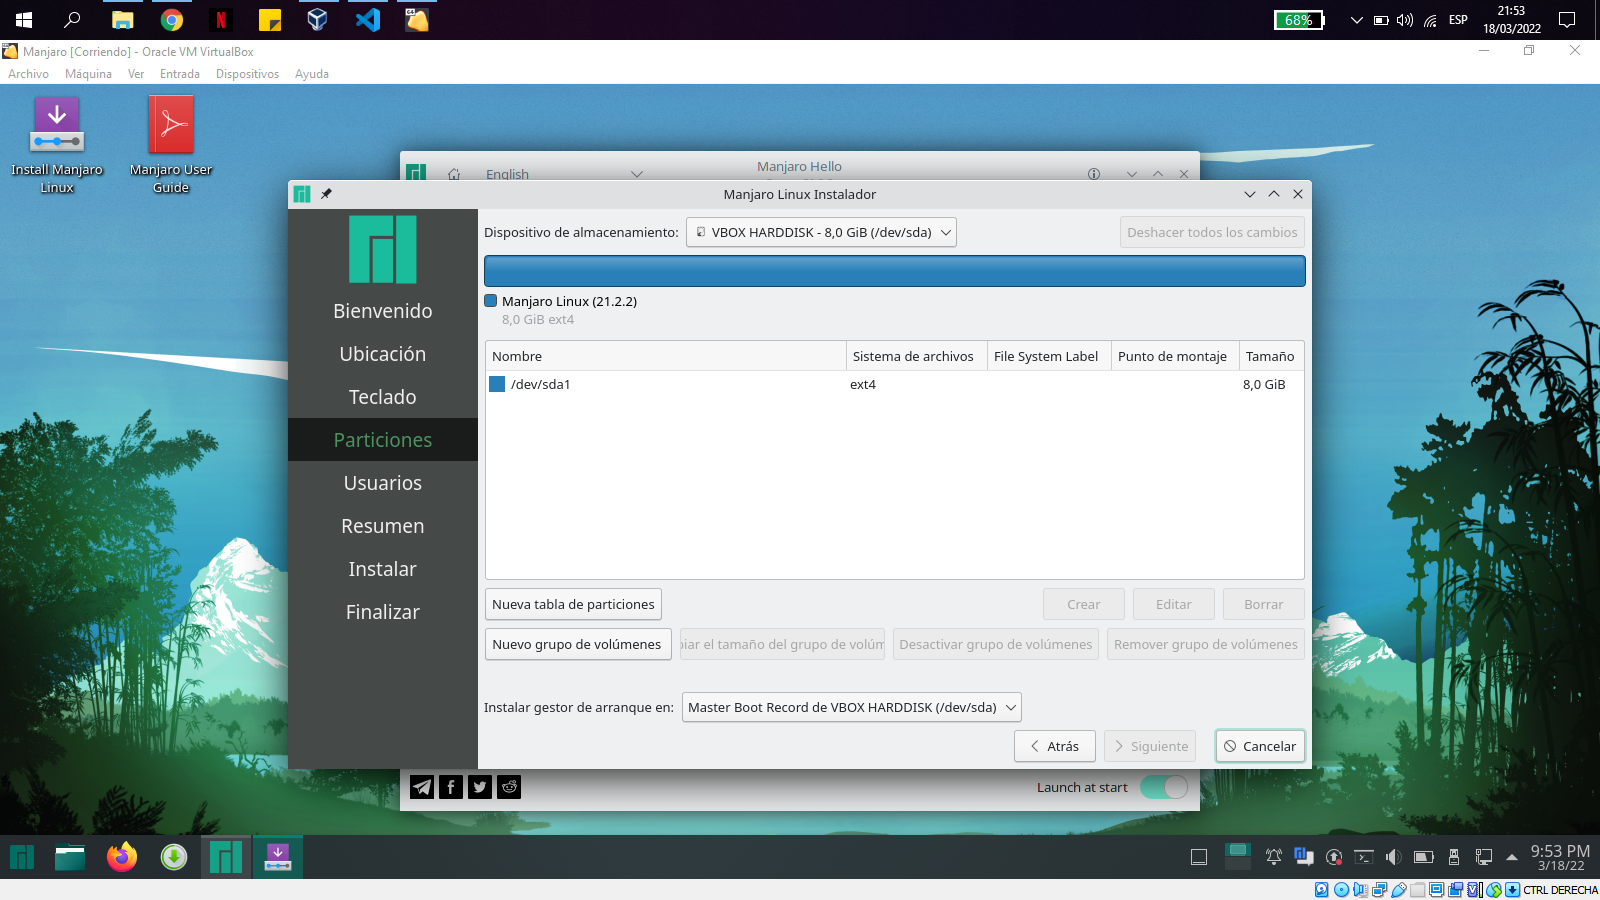 68%
ESP
21:53
18/03/2022
Manjaro [Corriendo] - Oracle VM VirtualBox
Archivo Máquina Ver Entrada Dispositivos Ayuda
Install Manjaro
Linux
Manjaro User
Guide
Manjaro Hello
English
Manjaro Linux Instalador
Bienvenido
Ubicación
Teclado
Particiones
Usuarios
Resumen
Instalar
Finalizar
Dispositivo de almacenamiento: VBOX HARDDISK - 8,0 GiB (/dev/sda) Deshacer todos los cambios
Manjaro Linux (21.2.2)
8,0 GiB ext4
Nombre Sistema de archivos File System Label Punto de montaje Tamaño
/dev/sda1 ext4 8,0 GiB
Nueva tabla de particiones Crear Editar Borrar
Nuevo grupo de volúmenes el tamaño del grupo de Desactivar grupo de volúmenes Remover grupo de volúmenes
Instalar gestor de arranque en: Master Boot Record de VBOX HARDDISK (/dev/sda)
Atrás Siguiente Cancelar
Launch at start
9:53 PM
3/18/22
CTRL DERECHA